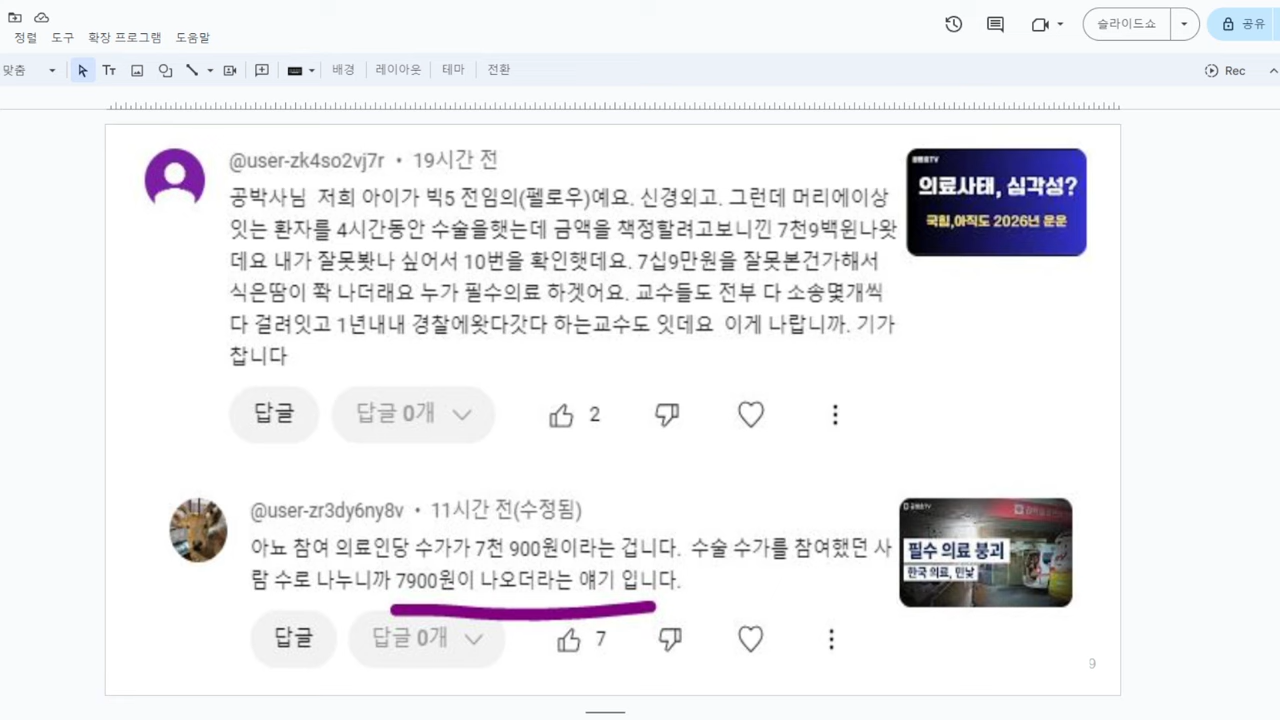 정렬 도구 확장 프로그램 도움말
슬라이드쇼
공유
맞춤
배경 레이아웃 테마 전환
Rec
@user-zk4so2vj7r • 19시간 전
공박사님 저희 아이가 빅5 전임의(펠로우)예요. 신경외고. 그런데 머리에이상
잇는 환자를 4시간동안 수술을햇는데 금액을 책정할려고보니낀 7천9백윈나왓
데요 내가 잘못봣나 싶어서 10번을 확인햇데요. 7십9만원을 잘못본건가해서
식은땀이 쫙 나더래요 누가 필수의료 하겟어요. 교수들도 전부 다 소송몇개씩
다 걸려잇고 1년내내 경찰에왓다갓다 하는교수도 잇데요 이게 나랍니까. 기가
찹니다
의료사태, 심각성?
국힘,아직도 2026년 운운
답글 답글 0개 2
@user-zr3dy6ny8v • 11시간 전(수정됨)
아뇨 참여 의료인당 수가가 7천 900원이라는 겁니다. 수술 수가를 참여했던 사
람 수로 나누니까 7900원이 나오더라는 얘기 입니다.
필수 의료 붕괴
한국 의료, 민낯
답글 답글 0개 7
9